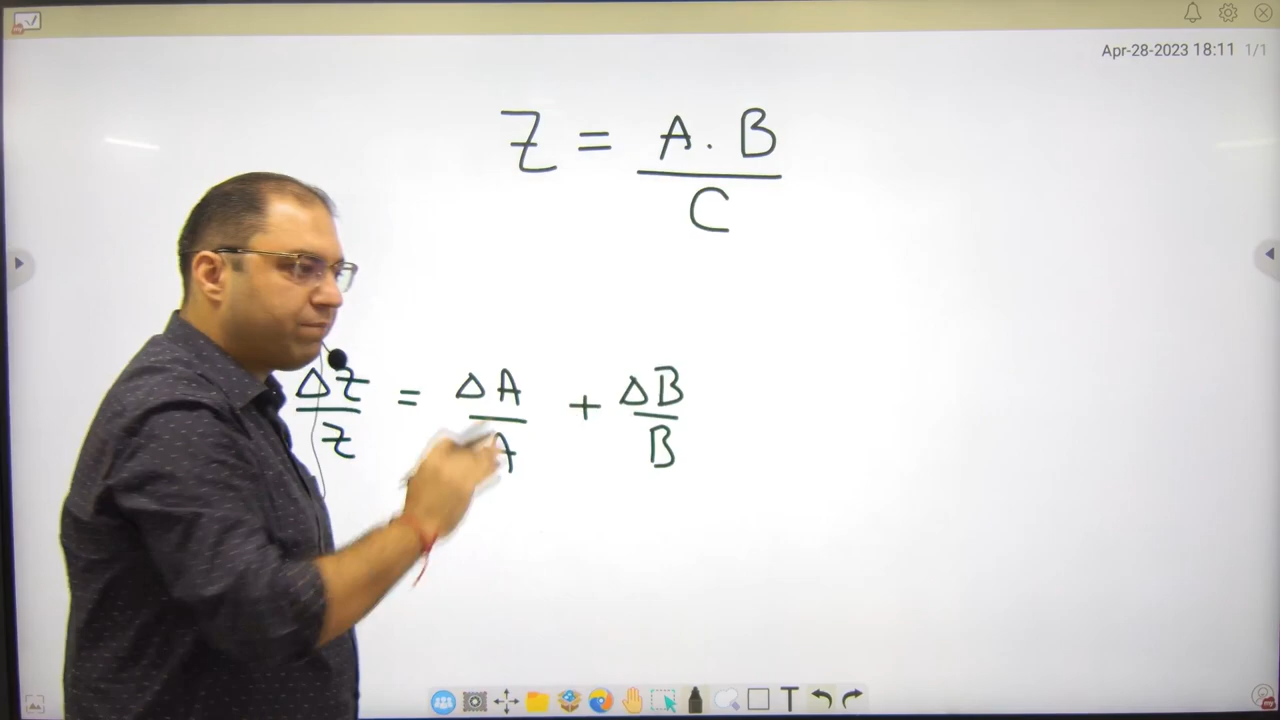 Apr-28-2023 18:11 1/1
Z = A . B
C
ΔZ = ΔA + ΔB
Z A B
T